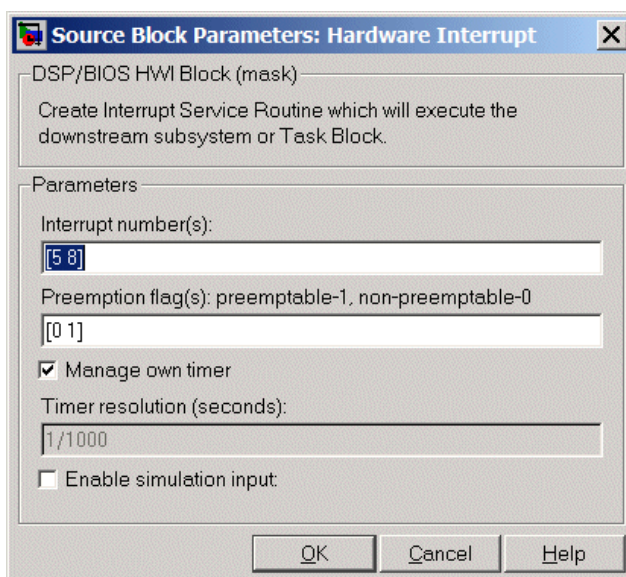 Source Block Parameters: Hardware Interrupt
DSP/BIOS HWI Block (mask)
Create Interrupt Service Routine which will execute the
downstream subsystem or Task Block.
Parameters
Interrupt number(s):
[5 8]
Preemption flag(s): preemptable-1, non-preemptable-0
[0 1]
Manage own timer
Timer resolution (seconds):
1/1000
Enable simulation input:
OK Cancel Help